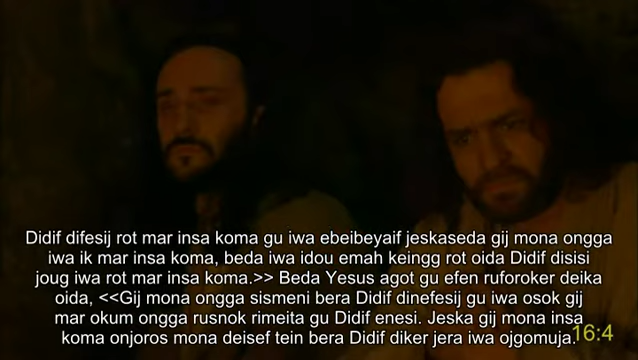 Didif difesij rot mar insa koma gu iwa ebeibeyaif jeskaseda gij mona ongga
iwa ik mar insa koma, beda iwa idou emah keingg rot oida Didif disisi
joug iwa rot mar insa koma.>> Beda Yesus agot gu efen ruforoker deika
oida, <<Gij mona ongga sismeni bera Didif dinefesij gu iwa osok gij
mar okum ongga rusnok rimeita gu Didif enesi. Jeska gij mona insa
koma onjoros mona deisef tein bera Didif diker jera iwa ojgomuja.
16:4